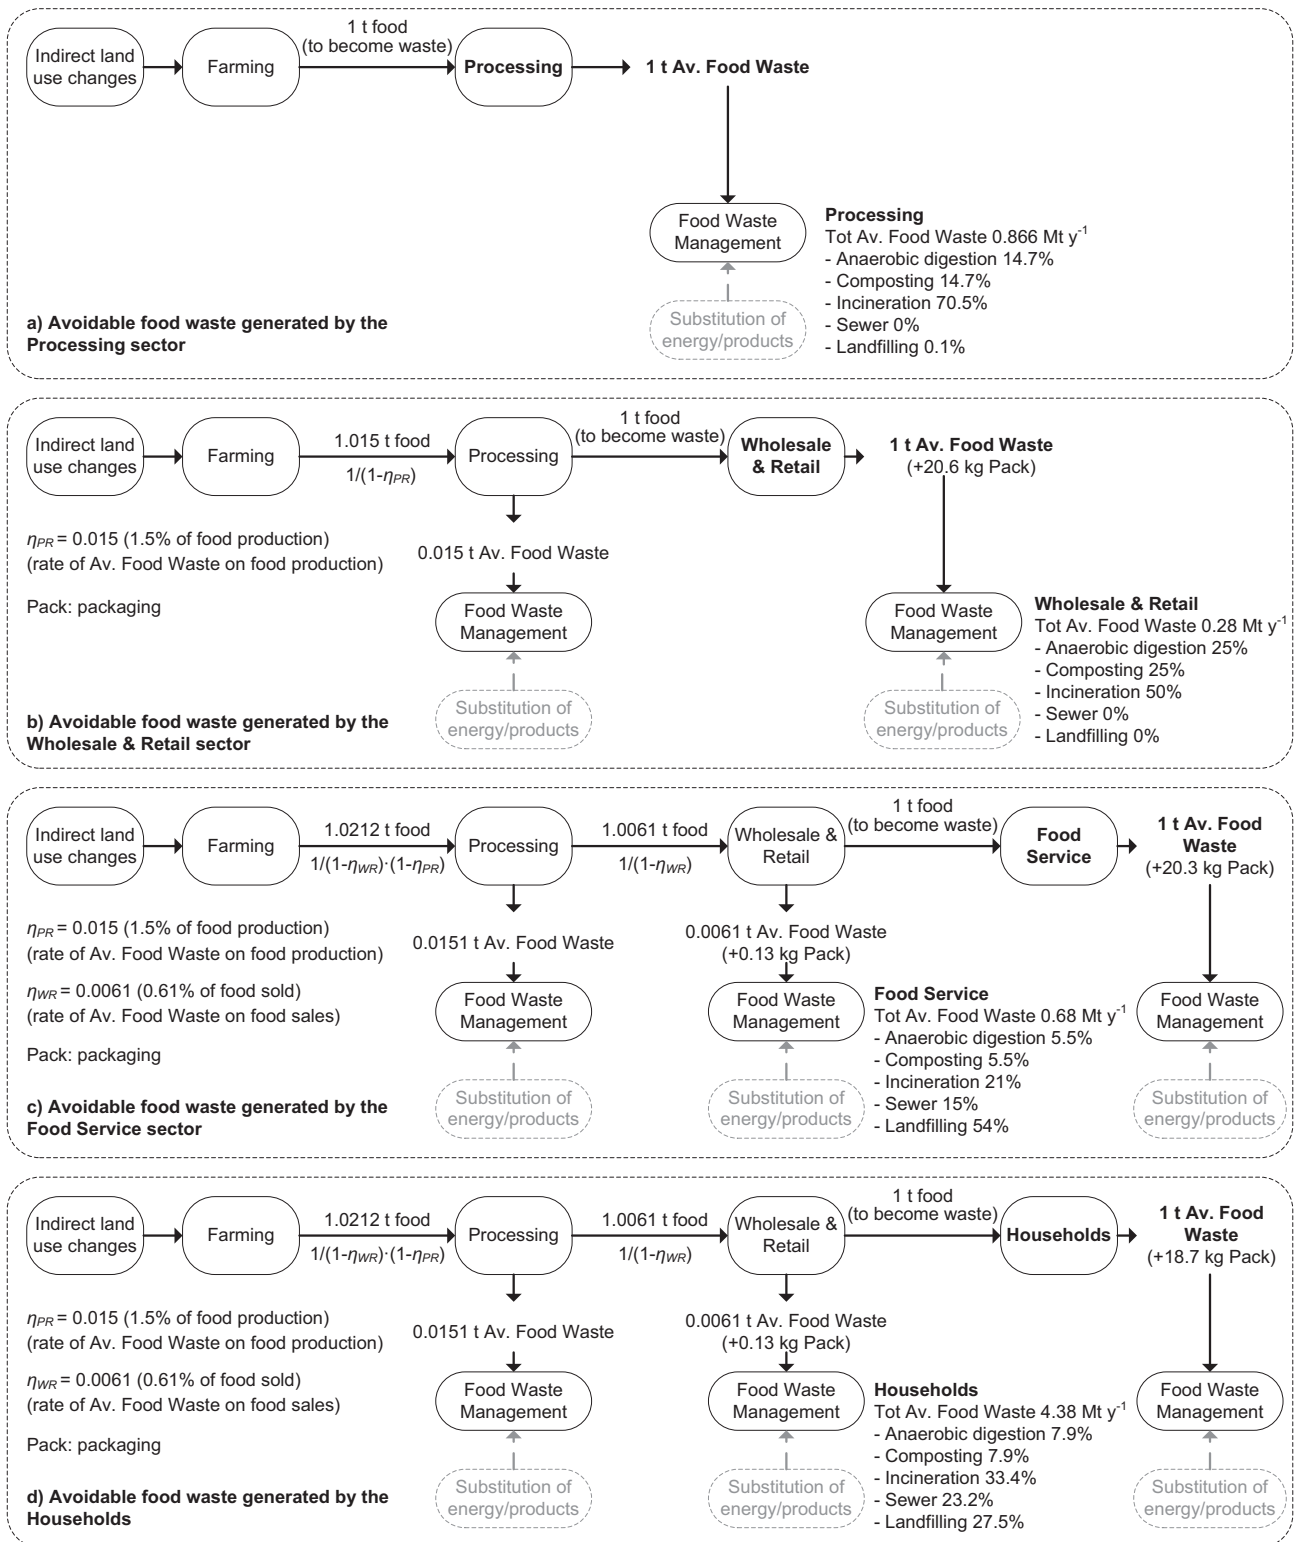 1 t food
(to become waste)
Indirect land
use changes
Farming
Processing
1 t Av. Food Waste
Food Waste
Management
Substitution of
energy/products
Processing
Tot Av. Food Waste 0.866 Mt y⁻¹
- Anaerobic digestion 14.7%
- Composting 14.7%
- Incineration 70.5%
- Sewer 0%
- Landfilling 0.1%
a) Avoidable food waste generated by the
Processing sector
Indirect land
use changes
Farming
1.015 t food
1/(1-ηPR)
Processing
1 t food
(to become waste)
Wholesale
& Retail
1 t Av. Food Waste
(+20.6 kg Pack)
ηPR = 0.015 (1.5% of food production)
(rate of Av. Food Waste on food production)
Pack: packaging
0.015 t Av. Food Waste
Food Waste
Management
Substitution of
energy/products
Food Waste
Management
Substitution of
energy/products
Wholesale & Retail
Tot Av. Food Waste 0.28 Mt y⁻¹
- Anaerobic digestion 25%
- Composting 25%
- Incineration 50%
- Sewer 0%
- Landfilling 0%
b) Avoidable food waste generated by the
Wholesale & Retail sector
Indirect land
use changes
Farming
1.0212 t food
1/(1-ηWR)·(1-ηPR)
Processing
1.0061 t food
1/(1-ηWR)
Wholesale &
Retail
1 t food
(to become waste)
Food
Service
1 t Av. Food
Waste
(+20.3 kg Pack)
ηPR = 0.015 (1.5% of food production)
(rate of Av. Food Waste on food production)
ηWR = 0.0061 (0.61% of food sold)
(rate of Av. Food Waste on food sales)
Pack: packaging
0.0151 t Av. Food Waste
Food Waste
Management
Substitution of
energy/products
0.0061 t Av. Food Waste
(+0.13 kg Pack)
Food Waste
Management
Substitution of
energy/products
Food Service
Tot Av. Food Waste 0.68 Mt y⁻¹
- Anaerobic digestion 5.5%
- Composting 5.5%
- Incineration 21%
- Sewer 15%
- Landfilling 54%
Food Waste
Management
Substitution of
energy/products
c) Avoidable food waste generated by the
Food Service sector
Indirect land
use changes
Farming
1.0212 t food
1/(1-ηWR)·(1-ηPR)
Processing
1.0061 t food
1/(1-ηWR)
Wholesale &
Retail
1 t food
(to become waste)
Households
1 t Av. Food
Waste
(+18.7 kg Pack)
ηPR = 0.015 (1.5% of food production)
(rate of Av. Food Waste on food production)
ηWR = 0.0061 (0.61% of food sold)
(rate of Av. Food Waste on food sales)
Pack: packaging
0.0151 t Av. Food Waste
Food Waste
Management
Substitution of
energy/products
0.0061 t Av. Food Waste
(+0.13 kg Pack)
Food Waste
Management
Substitution of
energy/products
Households
Tot Av. Food Waste 4.38 Mt y⁻¹
- Anaerobic digestion 7.9%
- Composting 7.9%
- Incineration 33.4%
- Sewer 23.2%
- Landfilling 27.5%
Food Waste
Management
Substitution of
energy/products
d) Avoidable food waste generated by the
Households